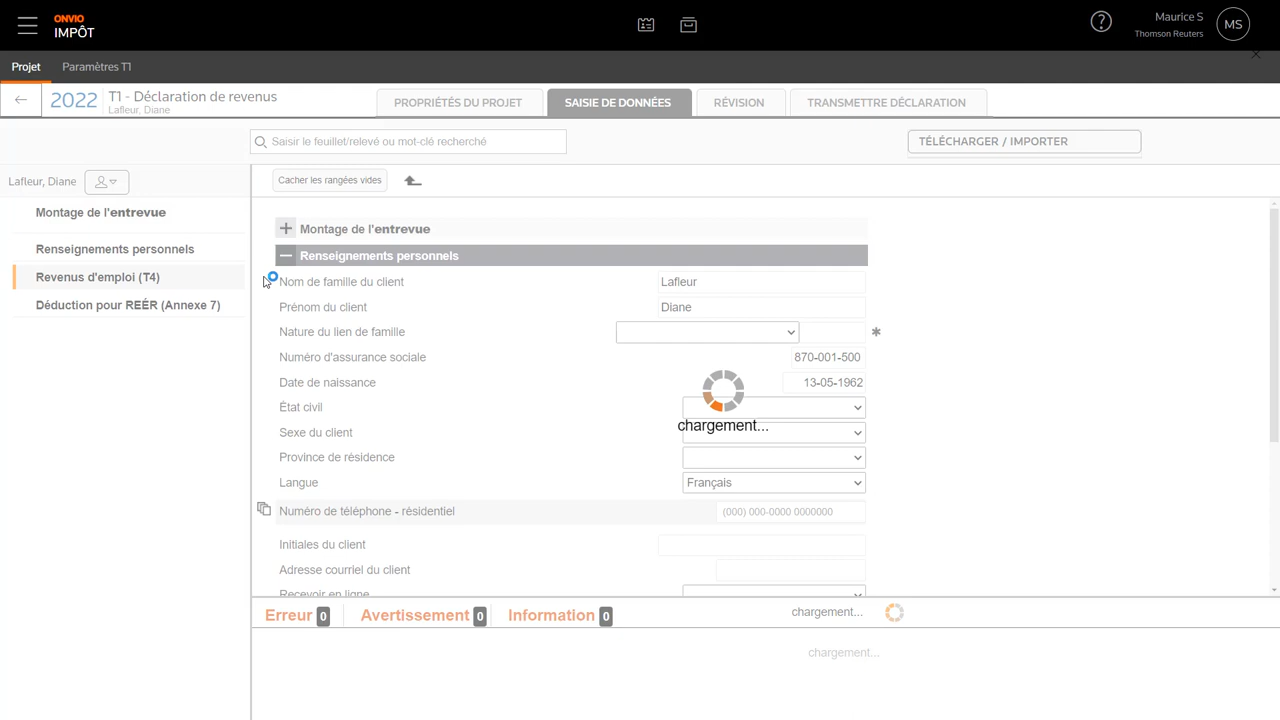 ONVIO
IMPÔT
?
Maurice S
Thomson Reuters
MS
Projet
Paramètres T1
2022
T1 - Déclaration de revenus
Lafleur, Diane
PROPRIÉTÉS DU PROJET
SAISIE DE DONNÉES
RÉVISION
TRANSMETTRE DÉCLARATION
Saisir le feuillet/relevé ou mot-clé recherché
TÉLÉCHARGER / IMPORTER
Lafleur, Diane
Cacher les rangées vides
Montage de l'entrevue
Renseignements personnels
Revenus d'emploi (T4)
Déduction pour REÉR (Annexe 7)
Montage de l'entrevue
Renseignements personnels
Nom de famille du client Lafleur
Prénom du client Diane
Nature du lien de famille
Numéro d'assurance sociale 870-001-500
Date de naissance 13-05-1962
État civil
chargement...
Sexe du client
Province de résidence
Langue Français
Numéro de téléphone - résidentiel (000) 000-0000 0000000
Initiales du client
Adresse courriel du client
Recevoir en ligne
Erreur 0
Avertissement 0
Information 0
chargement...
chargement...